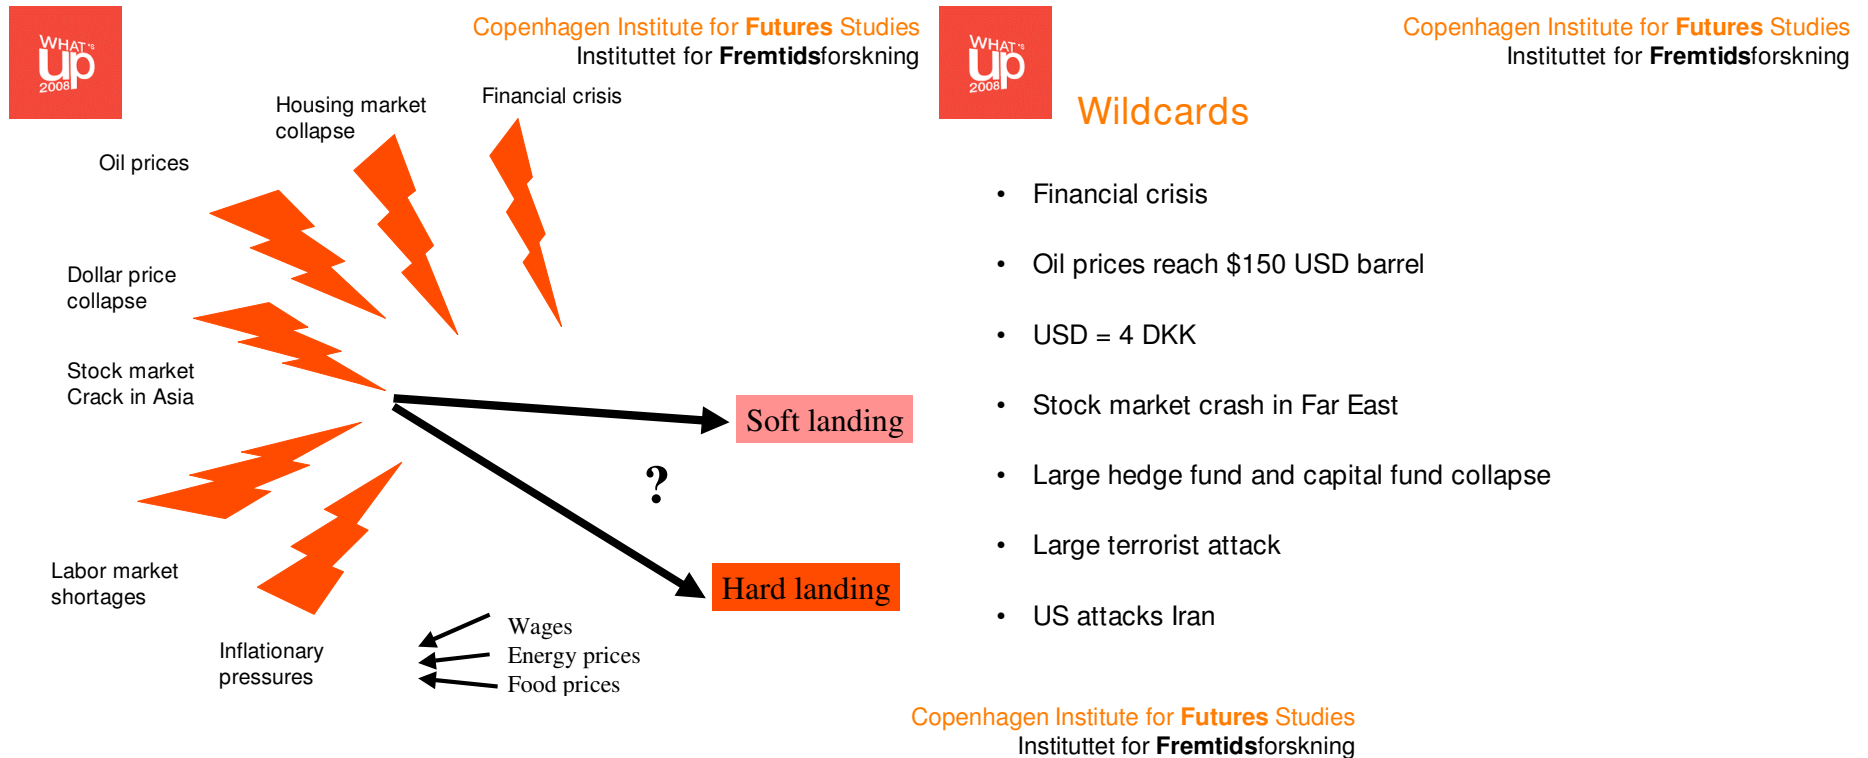 WHAT'S
up
2008
Copenhagen Institute for Futures Studies
Instituttet for Fremtidsforskning
Housing market
collapse
Financial crisis
Oil prices
Dollar price
collapse
Stock market
Crack in Asia
Soft landing
?
Hard landing
Labor market
shortages
Inflationary
pressures
Wages
Energy prices
Food prices
WHAT'S
up
2008
Copenhagen Institute for Futures Studies
Instituttet for Fremtidsforskning
Wildcards
• Financial crisis
• Oil prices reach $150 USD barrel
• USD = 4 DKK
• Stock market crash in Far East
• Large hedge fund and capital fund collapse
• Large terrorist attack
• US attacks Iran
Copenhagen Institute for Futures Studies
Instituttet for Fremtidsforskning